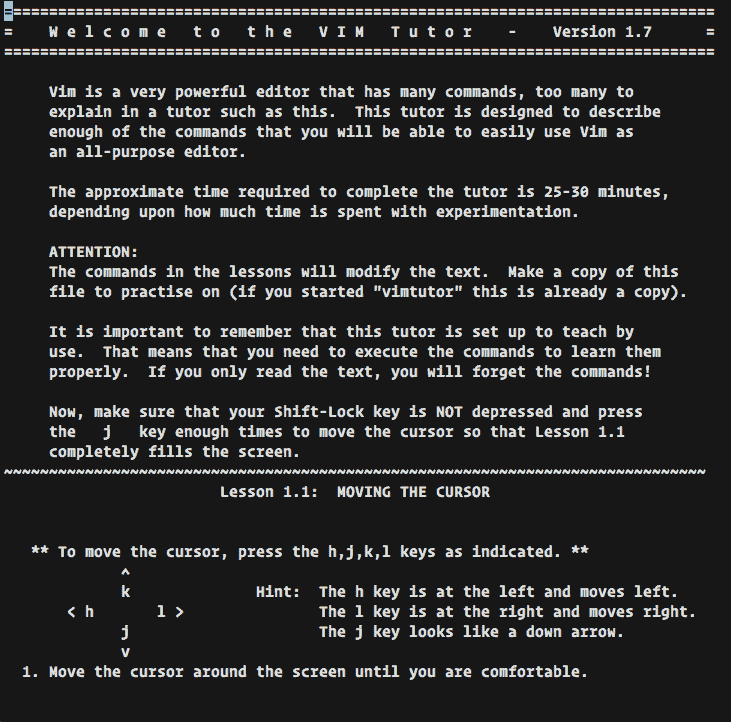 ===============================================================================
=    W e l c o m e   t o   t h e   V I M   T u t o r    -    Version 1.7      =
===============================================================================

     Vim is a very powerful editor that has many commands, too many to
     explain in a tutor such as this.  This tutor is designed to describe
     enough of the commands that you will be able to easily use Vim as
     an all-purpose editor.

     The approximate time required to complete the tutor is 25-30 minutes,
     depending upon how much time is spent with experimentation.

     ATTENTION:
     The commands in the lessons will modify the text.  Make a copy of this
     file to practise on (if you started "vimtutor" this is already a copy).

     It is important to remember that this tutor is set up to teach by
     use.  That means that you need to execute the commands to learn them
     properly.  If you only read the text, you will forget the commands!

     Now, make sure that your Shift-Lock key is NOT depressed and press
     the   j   key enough times to move the cursor so that Lesson 1.1
     completely fills the screen.
~~~~~~~~~~~~~~~~~~~~~~~~~~~~~~~~~~~~~~~~~~~~~~~~~~~~~~~~~~~~~~~~~~~~~~~~~~~~~~
                        Lesson 1.1:  MOVING THE CURSOR


   ** To move the cursor, press the h,j,k,l keys as indicated. **
             ^
             k              Hint:  The h key is at the left and moves left.
       < h       l >               The l key is at the right and moves right.
             j                     The j key looks like a down arrow.
             v
  1. Move the cursor around the screen until you are comfortable.